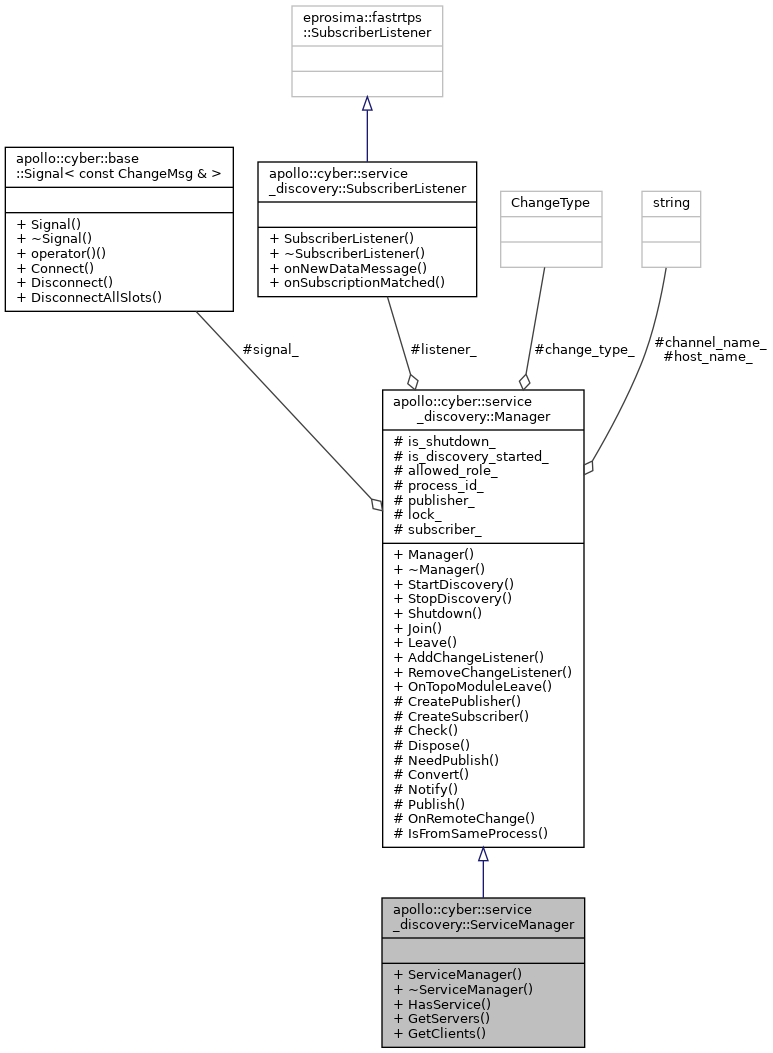 eprosima::fastrtps
::SubscriberListener
apollo::cyber::base
::Signal< const ChangeMsg & >
+ Signal()
+ ~Signal()
+ operator()()
+ Connect()
+ Disconnect()
+ DisconnectAllSlots()
apollo::cyber::service
_discovery::SubscriberListener
+ SubscriberListener()
+ ~SubscriberListener()
+ onNewDataMessage()
+ onSubscriptionMatched()
ChangeType
string
#signal_
#listener_
#change_type_
#channel_name_
#host_name_
apollo::cyber::service
_discovery::Manager
# is_shutdown_
# is_discovery_started_
# allowed_role_
# process_id_
# publisher_
# lock_
# subscriber_
+ Manager()
+ ~Manager()
+ StartDiscovery()
+ StopDiscovery()
+ Shutdown()
+ Join()
+ Leave()
+ AddChangeListener()
+ RemoveChangeListener()
+ OnTopoModuleLeave()
# CreatePublisher()
# CreateSubscriber()
# Check()
# Dispose()
# NeedPublish()
# Convert()
# Notify()
# Publish()
# OnRemoteChange()
# IsFromSameProcess()
apollo::cyber::service
_discovery::ServiceManager
+ ServiceManager()
+ ~ServiceManager()
+ HasService()
+ GetServers()
+ GetClients()